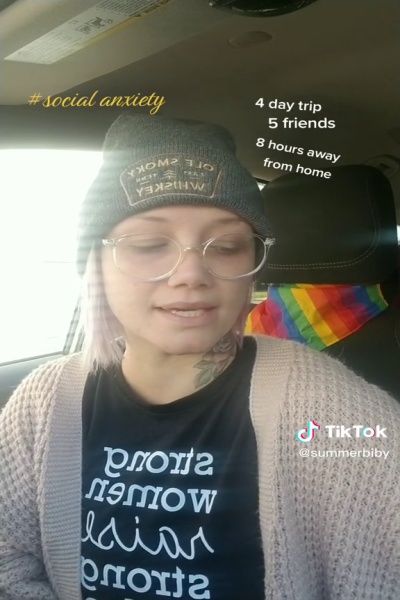 #social anxiety
4 day trip
5 friends
8 hours away
from home
OLE SMOKY
WHISKEY
strong
women
raise
strong
TikTok
@summerbiby